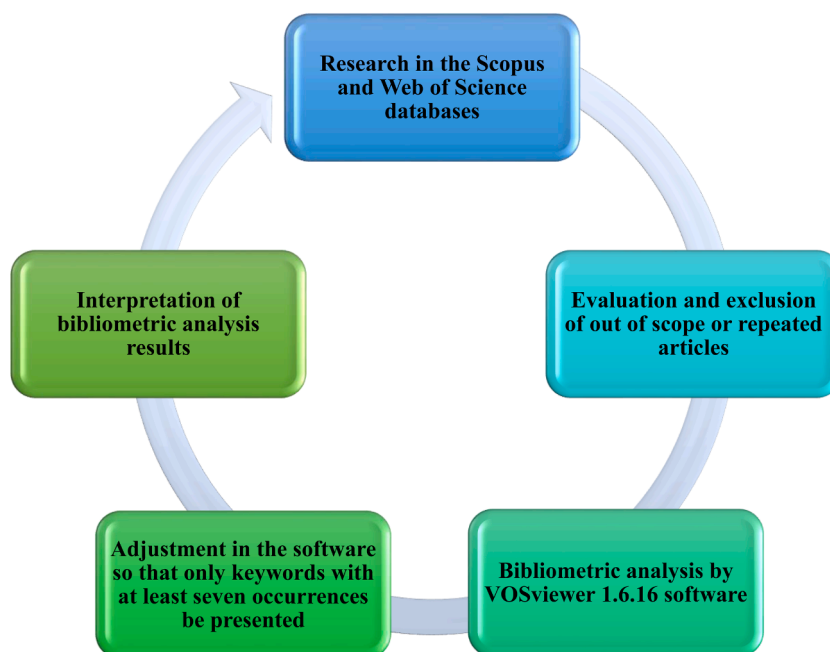 Research in the Scopus
and Web of Science
databases
Evaluation and exclusion
of out of scope or repeated
articles
Bibliometric analysis by
VOSviewer 1.6.16 software
Adjustment in the software
so that only keywords with
at least seven occurrences
be presented
Interpretation of
bibliometric analysis
results